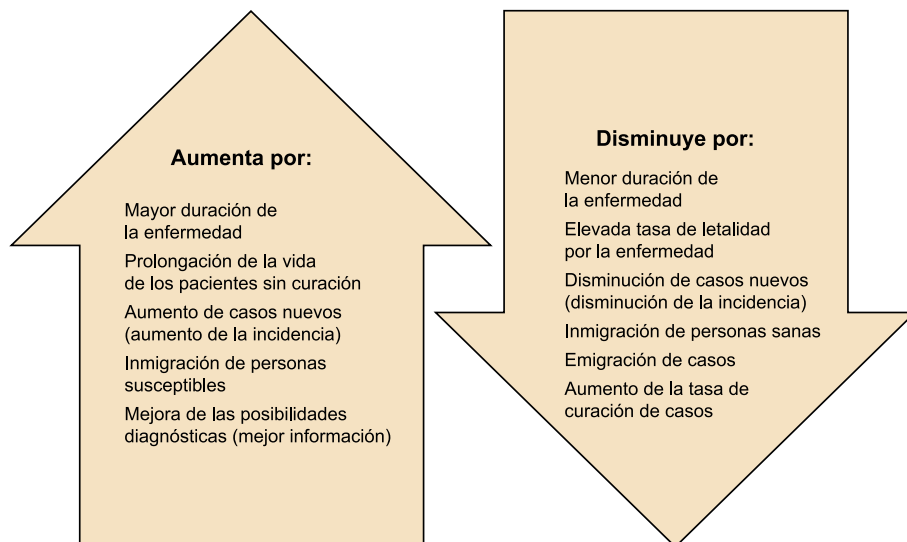 Aumenta por:
Mayor duración de
la enfermedad
Prolongación de la vida
de los pacientes sin curación
Aumento de casos nuevos
(aumento de la incidencia)
Inmigración de personas
susceptibles
Mejora de las posibilidades
diagnósticas (mejor información)
Disminuye por:
Menor duración de
la enfermedad
Elevada tasa de letalidad
por la enfermedad
Disminución de casos nuevos
(disminución de la incidencia)
Inmigración de personas sanas
Emigración de casos
Aumento de la tasa de
curación de casos